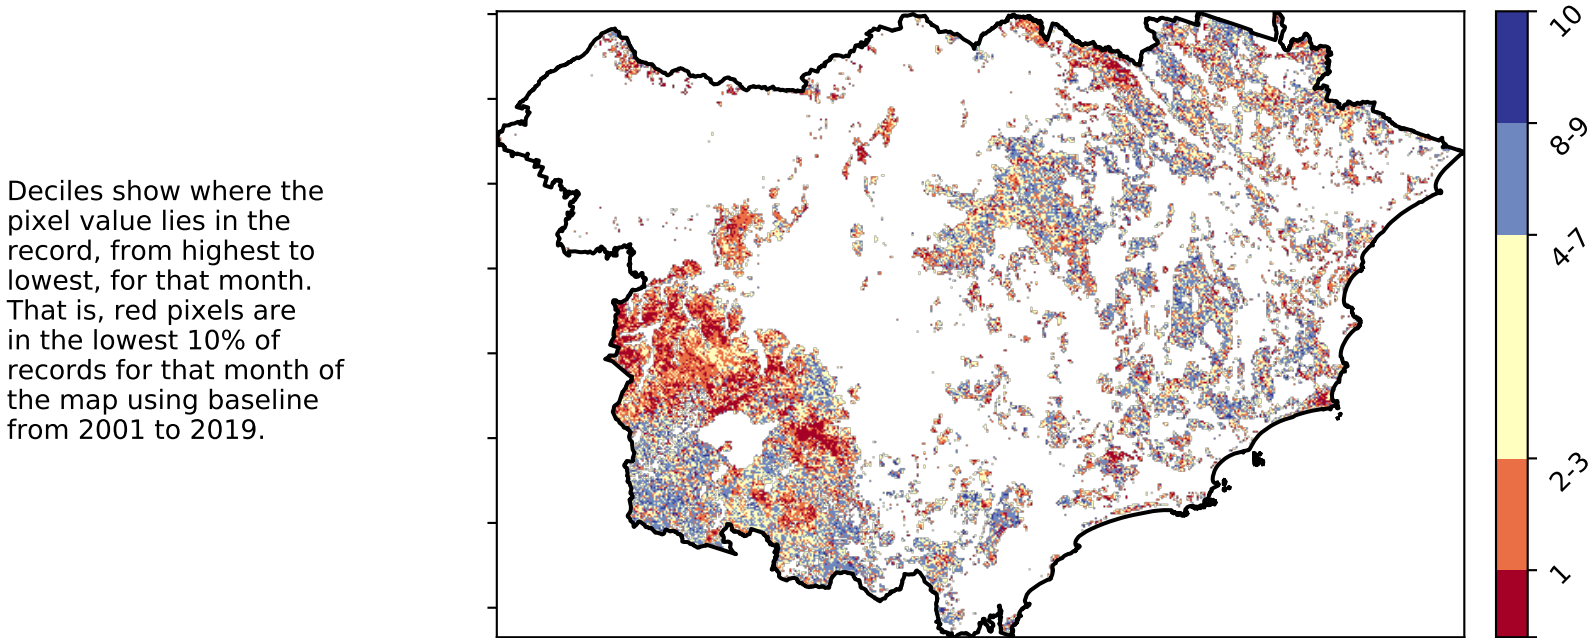 Deciles show where the
pixel value lies in the
record, from highest to
lowest, for that month.
That is, red pixels are
in the lowest 10% of
records for that month of
the map using baseline
from 2001 to 2019.
10
8-9
4-7
2-3
1